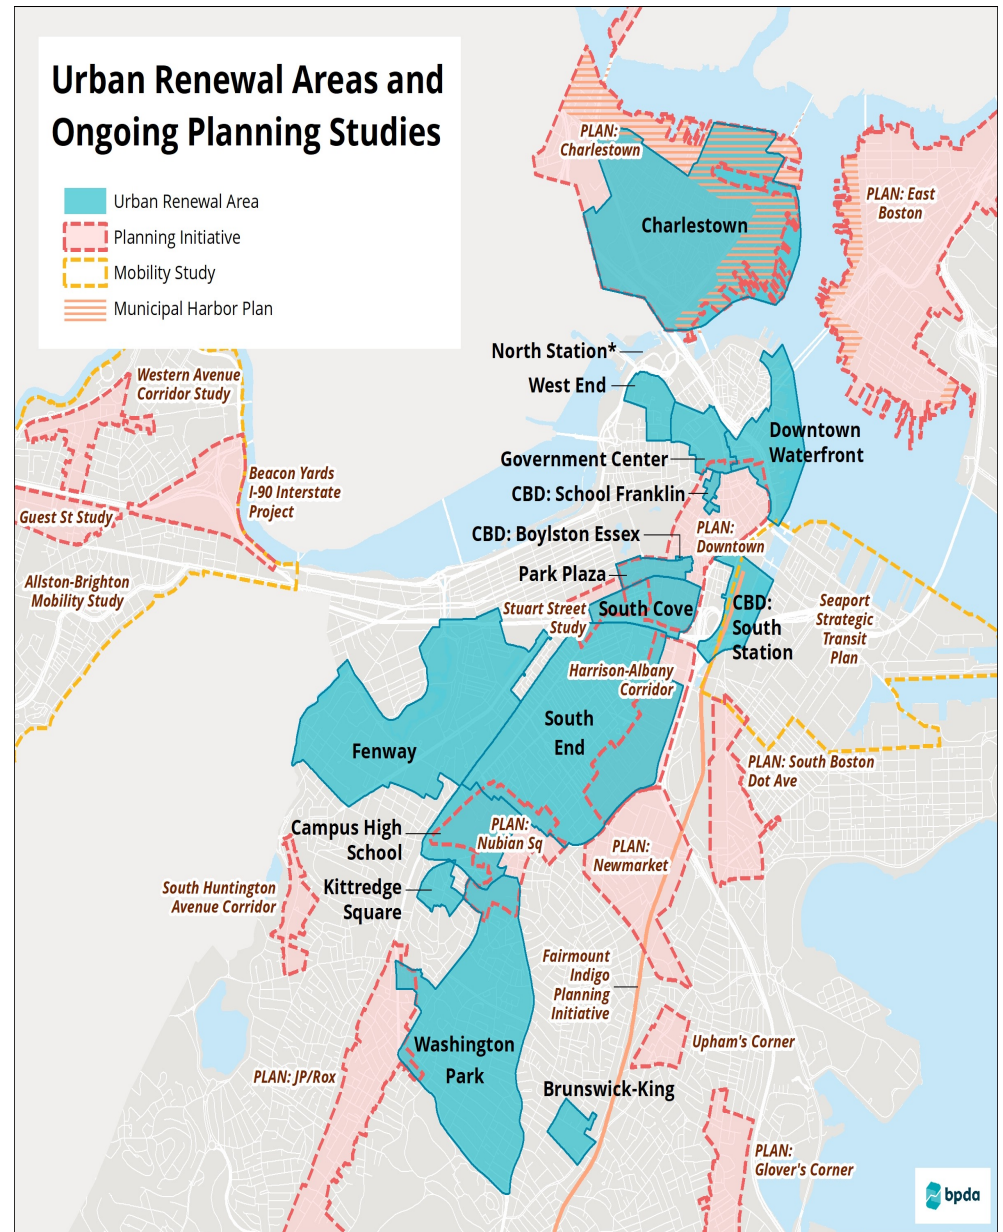 Urban Renewal Areas and
Ongoing Planning Studies
Urban Renewal Area
Planning Initiative
Mobility Study
Municipal Harbor Plan
PLAN:
Charlestown
PLAN: East
Boston
Charlestown
North Station*
West End
Western Avenue
Corridor Study
Downtown
Waterfront
Government Center
Beacon Yards
I-90 Interstate
Project
CBD: School Franklin
Guest St Study
PLAN:
Downtown
CBD: Boylston Essex
Park Plaza
Allston-Brighton
Mobility Study
Stuart Street
Study
South Cove
CBD:
South
Station
Seaport
Strategic
Transit
Plan
Harrison-Albany
Corridor
South
End
Fenway
PLAN: South Boston
Dot Ave
Campus High
School
PLAN:
Nubian Sq
PLAN:
Newmarket
South Huntington
Avenue Corridor
Kittredge
Square
Fairmount
Indigo
Planning
Initiative
Upham's Corner
Washington
Park
PLAN: JP/Rox
Brunswick-King
PLAN:
Glover's Corner
bpda